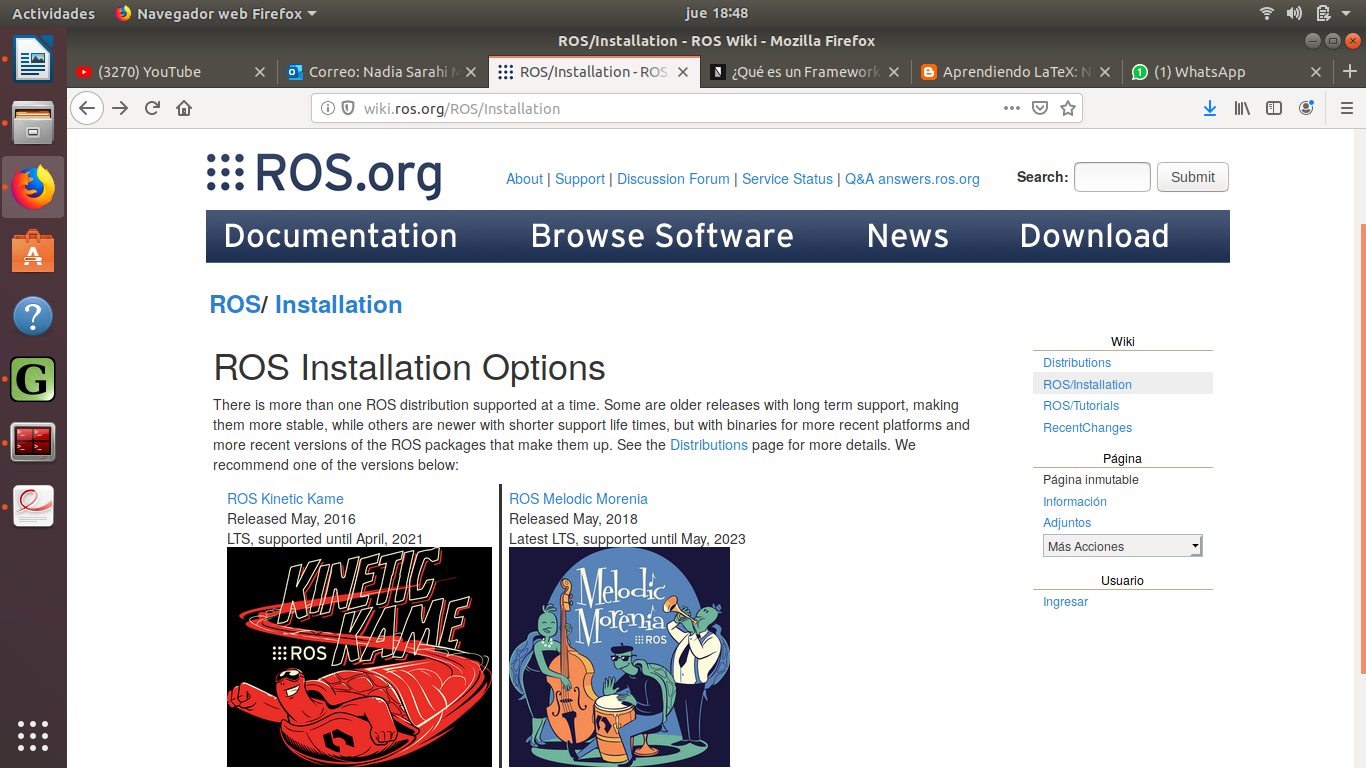 Actividades Navegador web Firefox jue 18:48
ROS/Installation - ROS Wiki - Mozilla Firefox
(3270) YouTube Correo: Nadia Sarahi ROS/Installation - ROS ¿Qué es un Framework Aprendiendo LaTeX: (1) WhatsApp
wiki.ros.org/ROS/Installation
ROS.org
About | Support | Discussion Forum | Service Status | Q&A answers.ros.org
Search: Submit
Documentation Browse Software News Download
ROS/ Installation
ROS Installation Options
There is more than one ROS distribution supported at a time. Some are older releases with long term support, making
them more stable, while others are newer with shorter support life times, but with binaries for more recent platforms and
more recent versions of the ROS packages that make them up. See the Distributions page for more details. We
recommend one of the versions below:
ROS Kinetic Kame
Released May, 2016
LTS, supported until April, 2021
KINETIC
KAME
ROS
ROS Melodic Morenia
Released May, 2018
Latest LTS, supported until May, 2023
Melodic
Morenia
ROS
Wiki
Distributions
ROS/Installation
ROS/Tutorials
RecentChanges
Página
Página inmutable
Información
Adjuntos
Más Acciones
Usuario
Ingresar